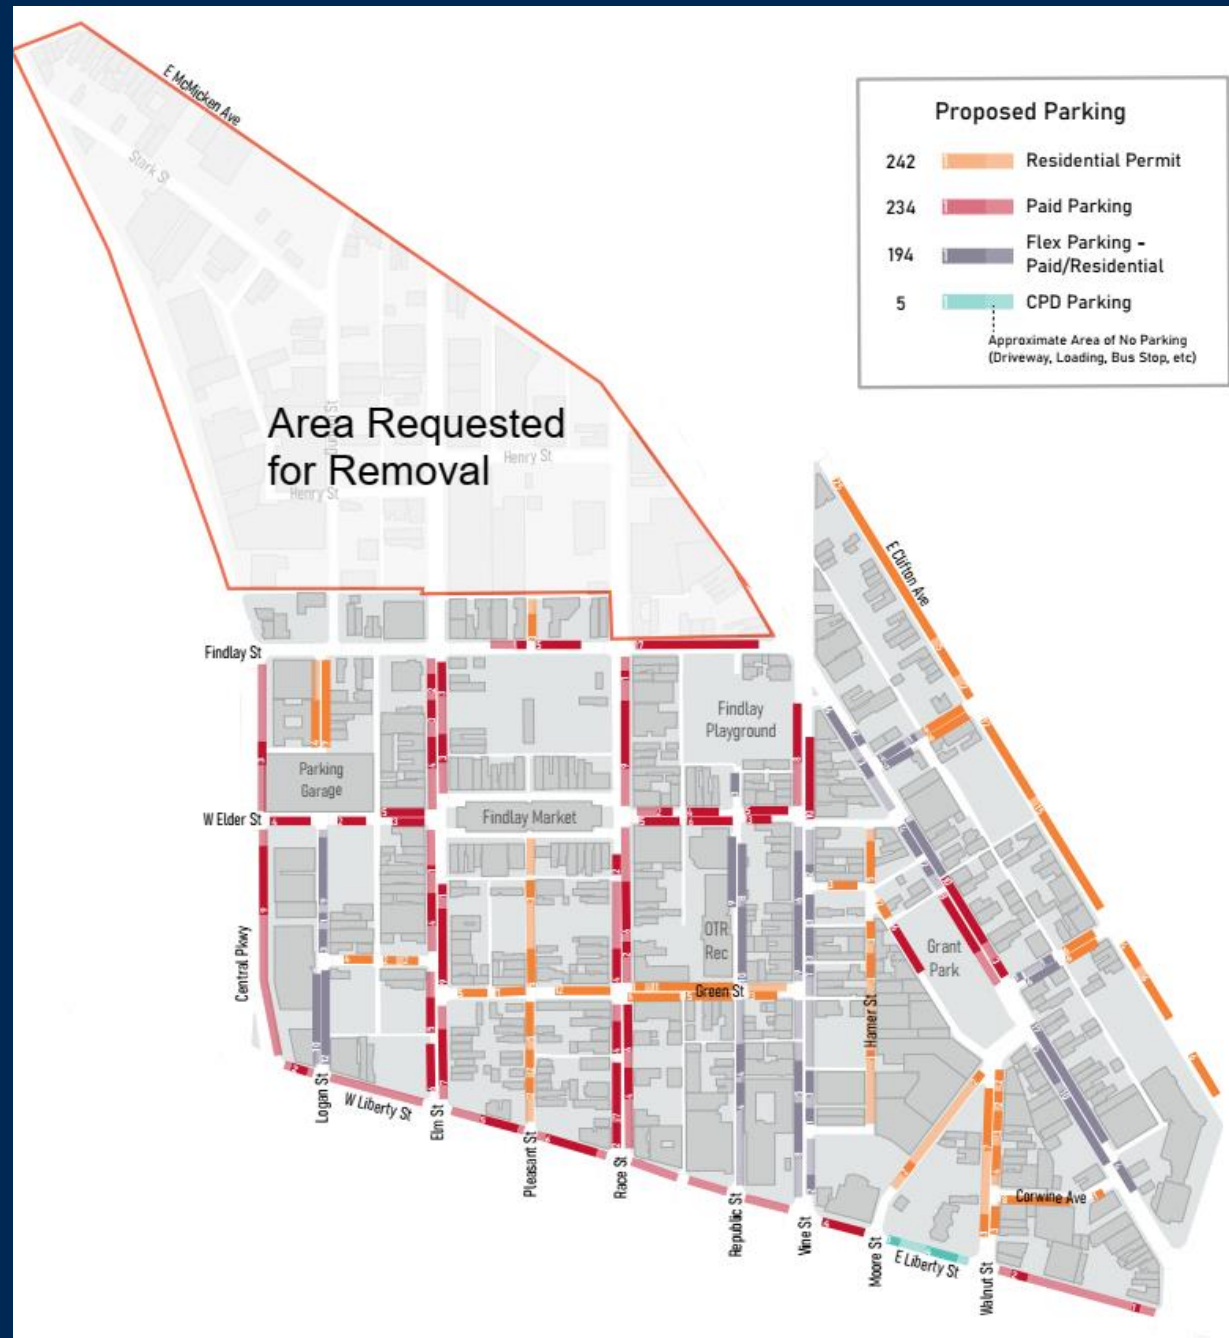 E McMicken Ave
Stark St
Proposed Parking
242 Residential Permit
234 Paid Parking
194 Flex Parking -
Paid/Residential
5 CPD Parking
Approximate Area of No Parking
(Driveway, Loading, Bus Stop, etc)
Area Requested
for Removal
Henry St
Henry St
E Clifton Ave
Findlay St
Findlay
Playground
Parking
Garage
W Elder St
Findlay Market
OTR
Rec
Grant
Park
Central Pkwy
Green St
Hamer St
Logan St
W Liberty St
Elm St
Pleasant St
Race St
Republic St
Vine St
Moore St
E Liberty St
Walnut St
Corwine Ave